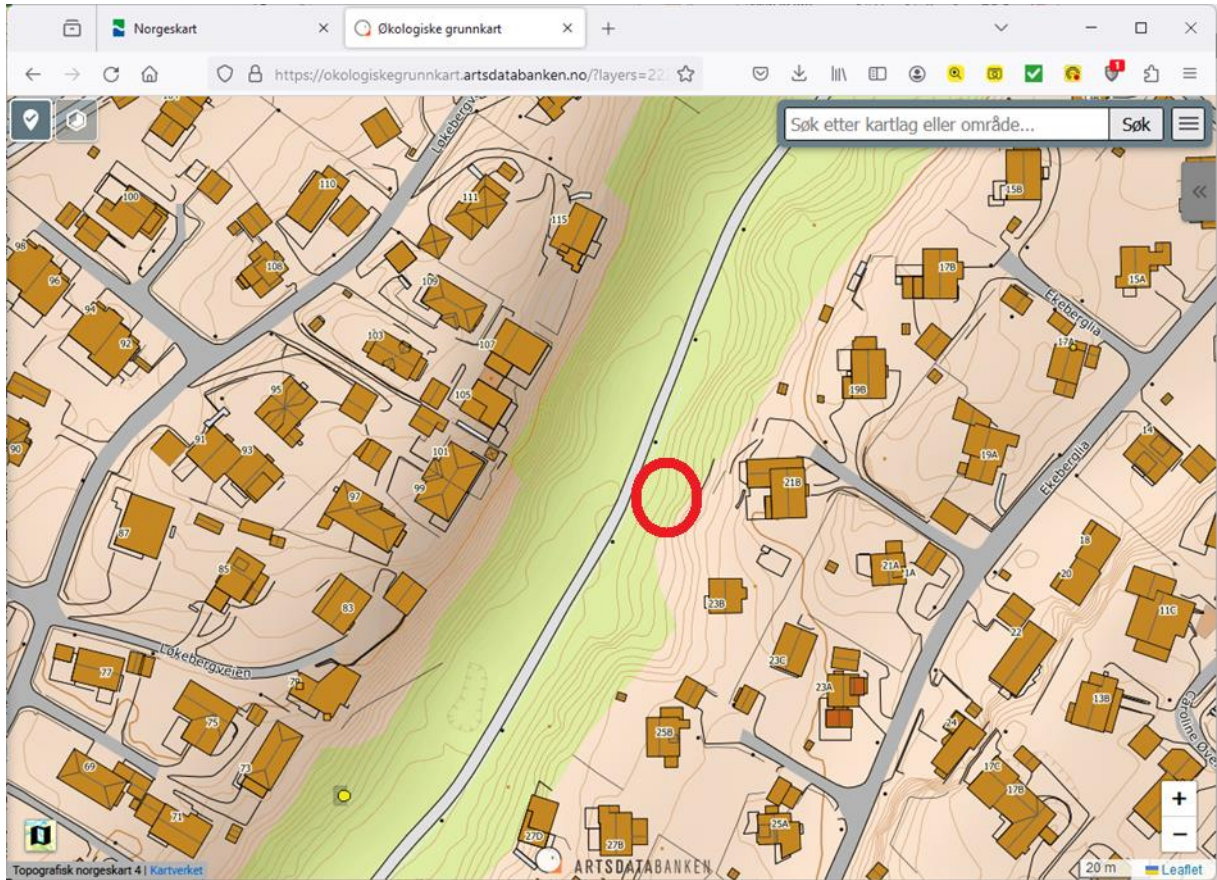 Norgeskart
Økologiske grunnkart
https://okologiskegrunnkart.artsdatabanken.no/?layers=22
1
Søk etter kartlag eller område...
Søk
Løkebergveien
100
110
111
115
15B
98
96
108
17B
15A
109
94
92
103
107
Ekeberglia
17A
95
105
19B
90
91
93
101
99
97
21B
19A
14
Ekeberglia
87
85
83
21A
1A
18
20
11C
23B
22
Løkebergveien
77
79
75
23C
23A
13B
69
73
71
25B
24
17C
17B
27D
27B
25A
+
−
ARTSDATABANKEN
20 m
Leaflet
Topografisk norgeskart 4 | Kartverket